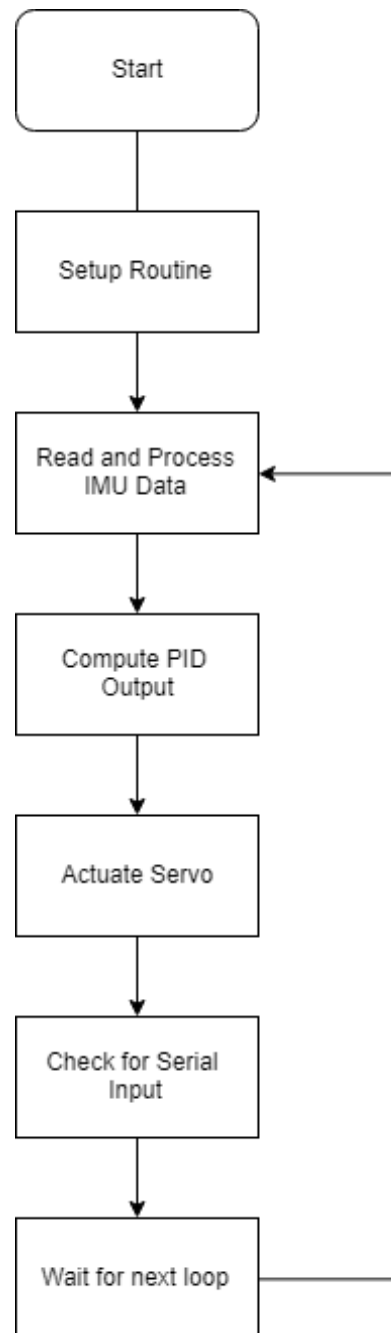 Start
Setup Routine
Read and Process
IMU Data
Compute PID
Output
Actuate Servo
Check for Serial
Input
Wait for next loop